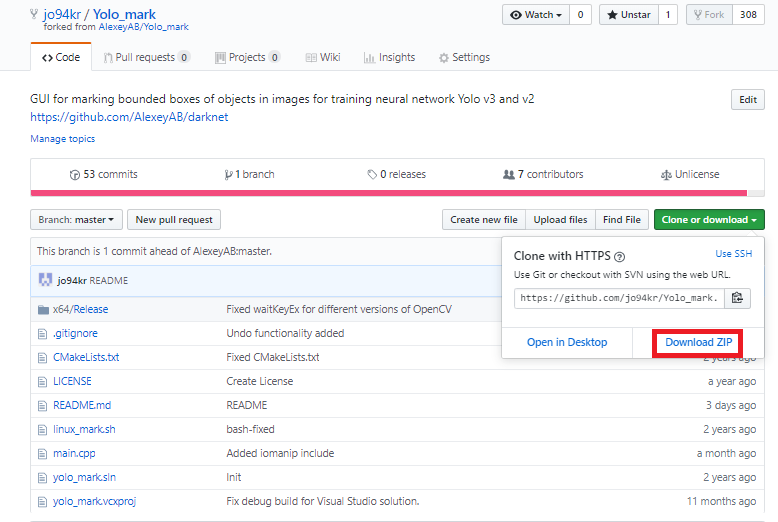 jo94kr / Yolo_mark
forked from AlexeyAB/Yolo_mark
Watch 0 Unstar 1 Fork 308
Code Pull requests 0 Projects 0 Wiki Insights Settings
GUI for marking bounded boxes of objects in images for training neural network Yolo v3 and v2 Edit
https://github.com/AlexeyAB/darknet
Manage topics
53 commits 1 branch 0 releases 7 contributors Unlicense
Branch: master New pull request Create new file Upload files Find File Clone or download
This branch is 1 commit ahead of AlexeyAB:master.
Clone with HTTPS Use SSH
Use Git or checkout with SVN using the web URL.
https://github.com/jo94kr/Yolo_mark.
Open in Desktop Download ZIP
jo94kr README
x64/Release Fixed waitKeyEx for different versions of OpenCV
.gitignore Undo functionality added
CMakeLists.txt Fixed CMakeLists.txt 2 years ago
LICENSE Create License a year ago
README.md README 3 days ago
linux_mark.sh bash-fixed 2 years ago
main.cpp Added iomanip include a month ago
yolo_mark.sln Init 2 years ago
yolo_mark.vcxproj Fix debug build for Visual Studio solution. 11 months ago